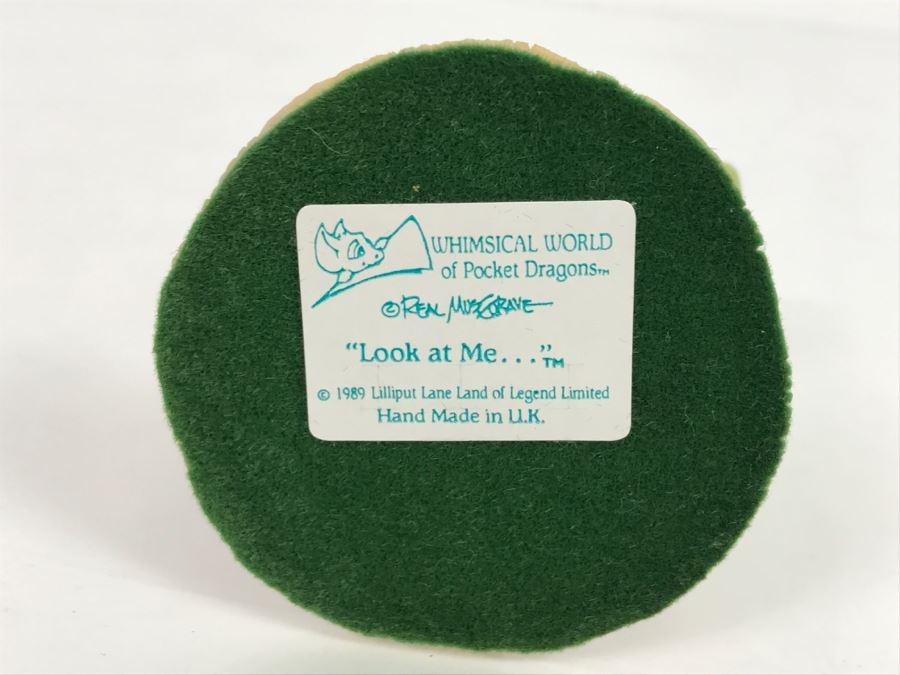 WHIMSICAL WORLD
of Pocket Dragons™
© REAL MUSGRAVE
"Look at Me..."™
© 1989 Lilliput Lane Land of Legend Limited
Hand Made in U.K.